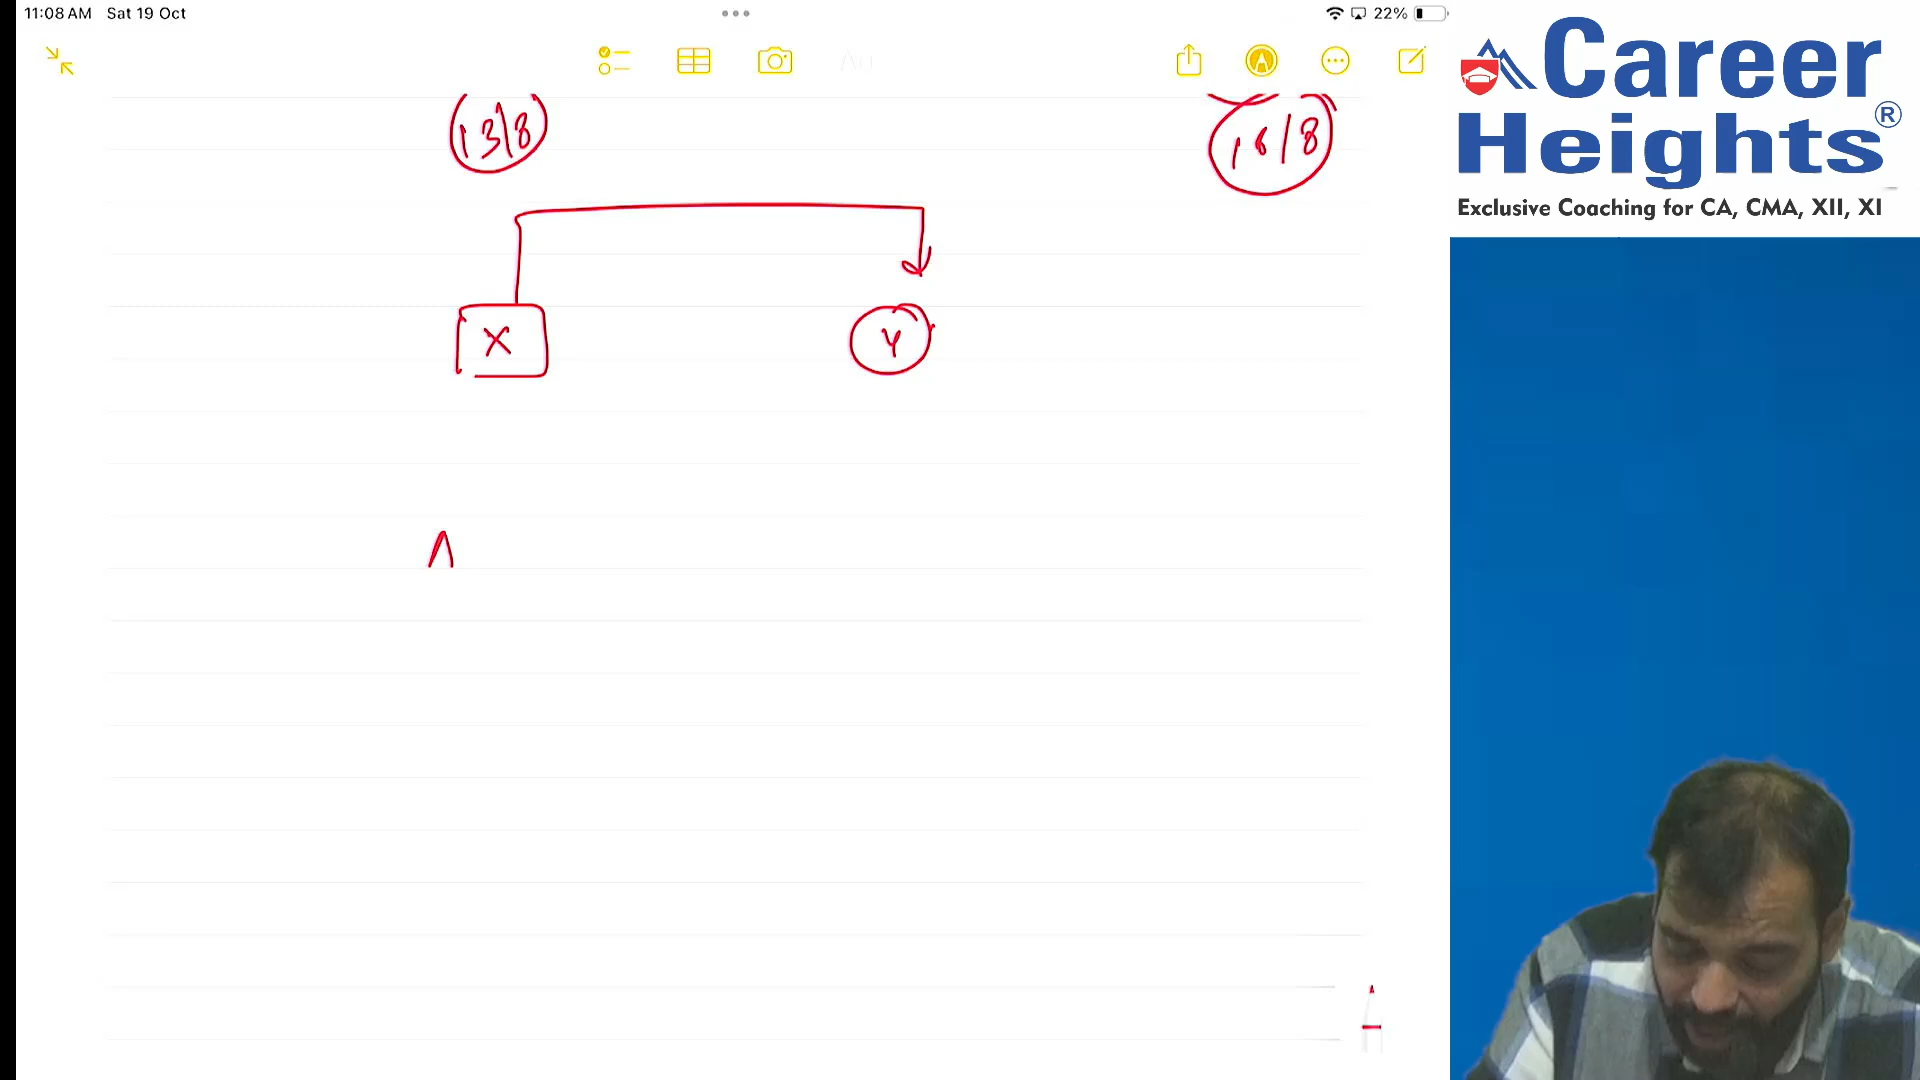 11:08 AM Sat 19 Oct
22%
Career
Heights®
Exclusive Coaching for CA, CMA, XII, XI
13/8
16/8
X
Y